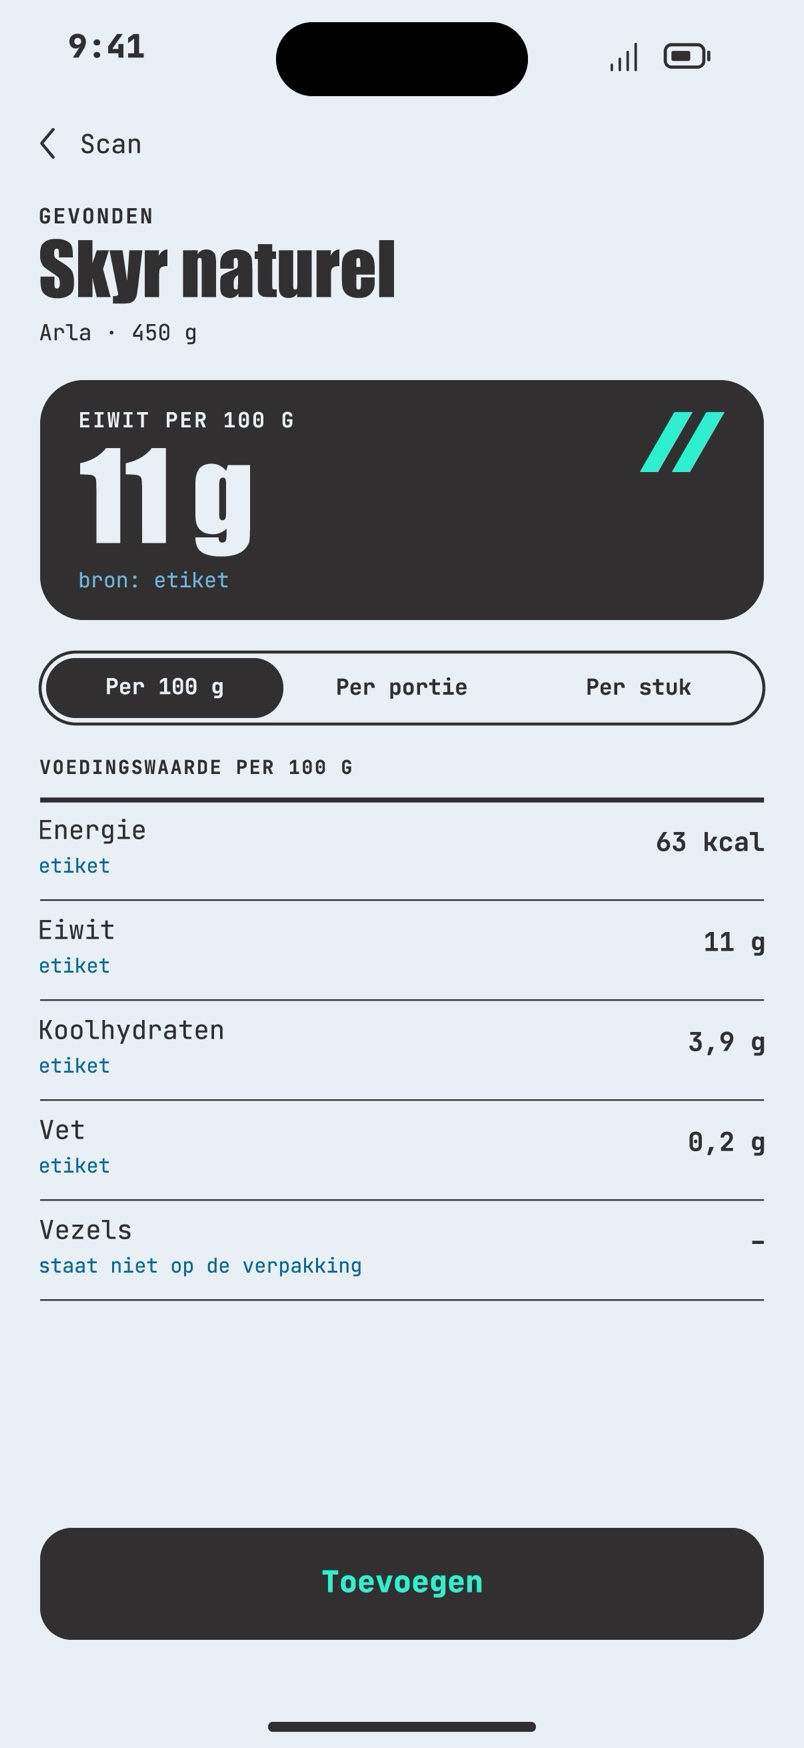 9:41
Scan
GEVONDEN
Skyr naturel
Arla · 450 g
EIWIT PER 100 G
11 g
bron: etiket
Per 100 g
Per portie
Per stuk
VOEDINGSWAARDE PER 100 G
Energie
63 kcal
etiket
Eiwit
11 g
etiket
Koolhydraten
3,9 g
etiket
Vet
0,2 g
etiket
Vezels
–
staat niet op de verpakking
Toevoegen